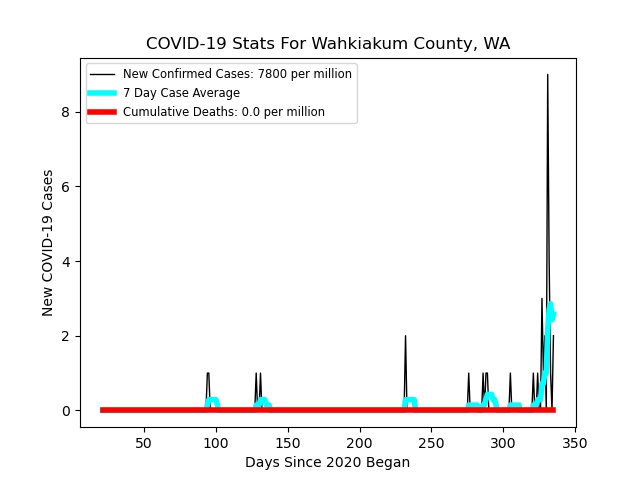 COVID-19 Stats For Wahkiakum County, WA
New Confirmed Cases: 7800 per million
7 Day Case Average
Cumulative Deaths: 0.0 per million
New COVID-19 Cases
8
6
4
2
0
50 100 150 200 250 300 350
Days Since 2020 Began